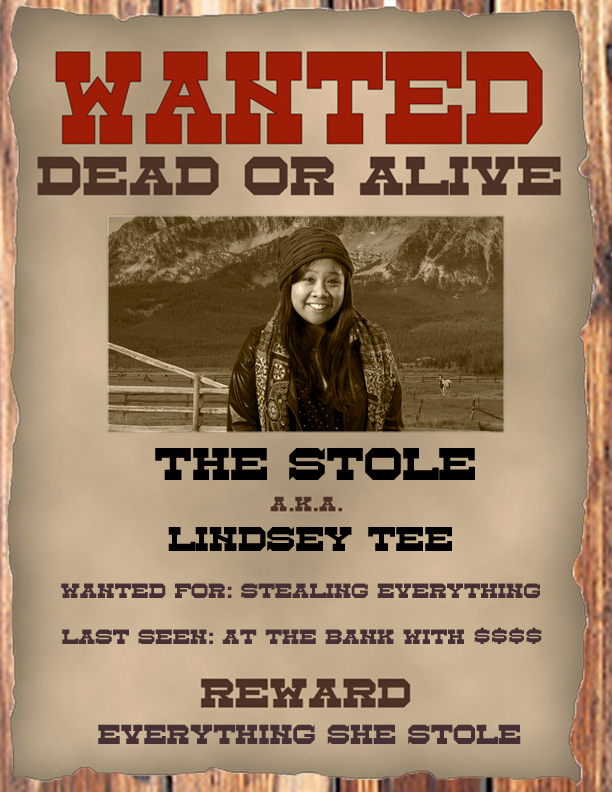 WANTED
DEAD OR ALIVE
THE STOLE
A.K.A.
LINDSEY TEE
WANTED FOR: STEALING EVERYTHING
LAST SEEN: AT THE BANK WITH $$$$
REWARD
EVERYTHING SHE STOLE